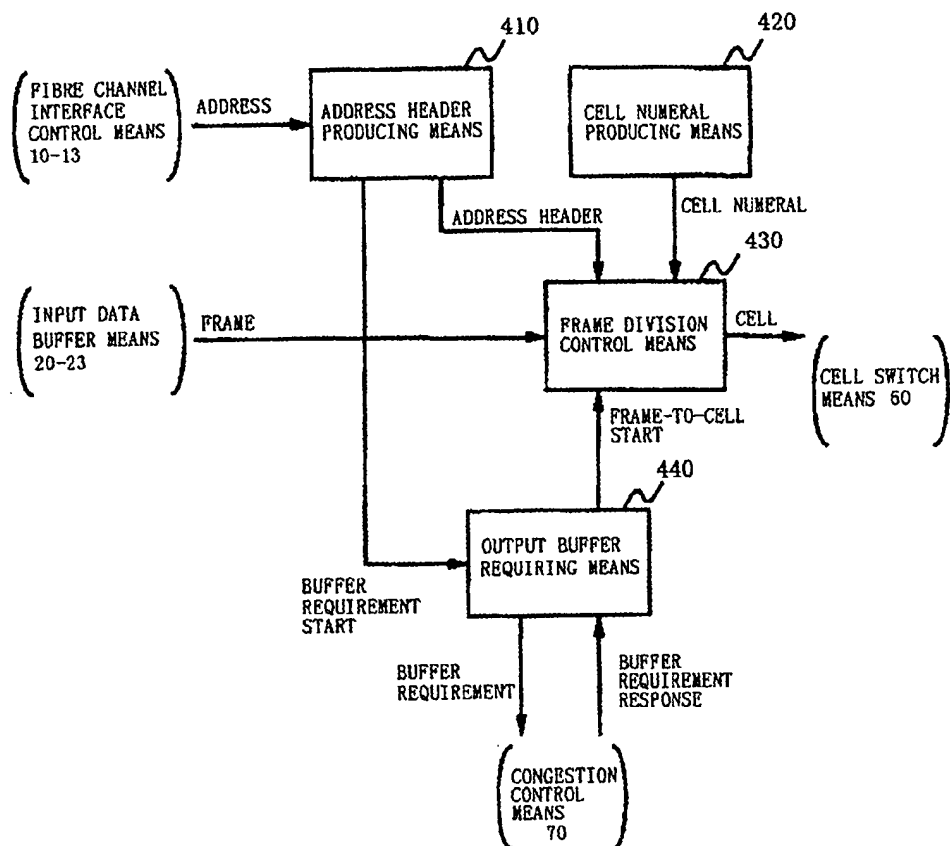 410
420
FIBRE CHANNEL
INTERFACE
CONTROL MEANS
10-13
ADDRESS
ADDRESS HEADER
PRODUCING MEANS
CELL NUMERAL
PRODUCING MEANS
ADDRESS HEADER
CELL NUMERAL
430
INPUT DATA
BUFFER MEANS
20-23
FRAME
FRAME DIVISION
CONTROL MEANS
CELL
CELL SWITCH
MEANS 60
FRAME-TO-CELL
START
440
OUTPUT BUFFER
REQUIRING MEANS
BUFFER
REQUIREMENT
START
BUFFER
REQUIREMENT
BUFFER
REQUIREMENT
RESPONSE
CONGESTION
CONTROL
MEANS
70